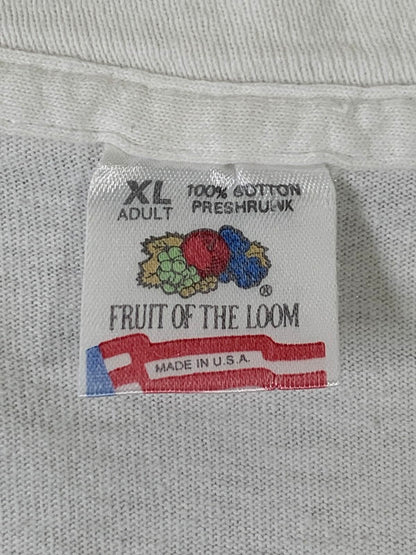 XL 100% COTTON
ADULT PRESHRUNK
®
FRUIT OF THE LOOM
MADE IN U.S.A.